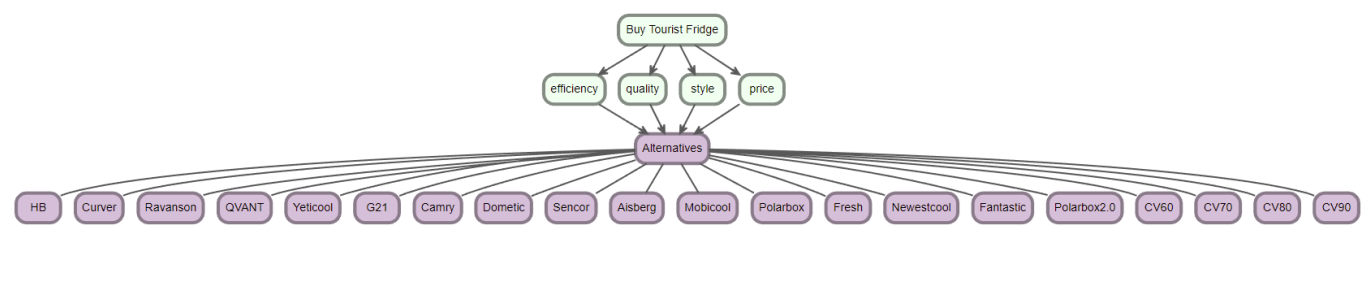 Buy Tourist Fridge
efficiency
quality
style
price
Alternatives
HB
Curver
Ravanson
QVANT
Yeticool
G21
Camry
Dometic
Sencor
Aisberg
Mobicool
Polarbox
Fresh
Newestcool
Fantastic
Polarbox2.0
CV60
CV70
CV80
CV90